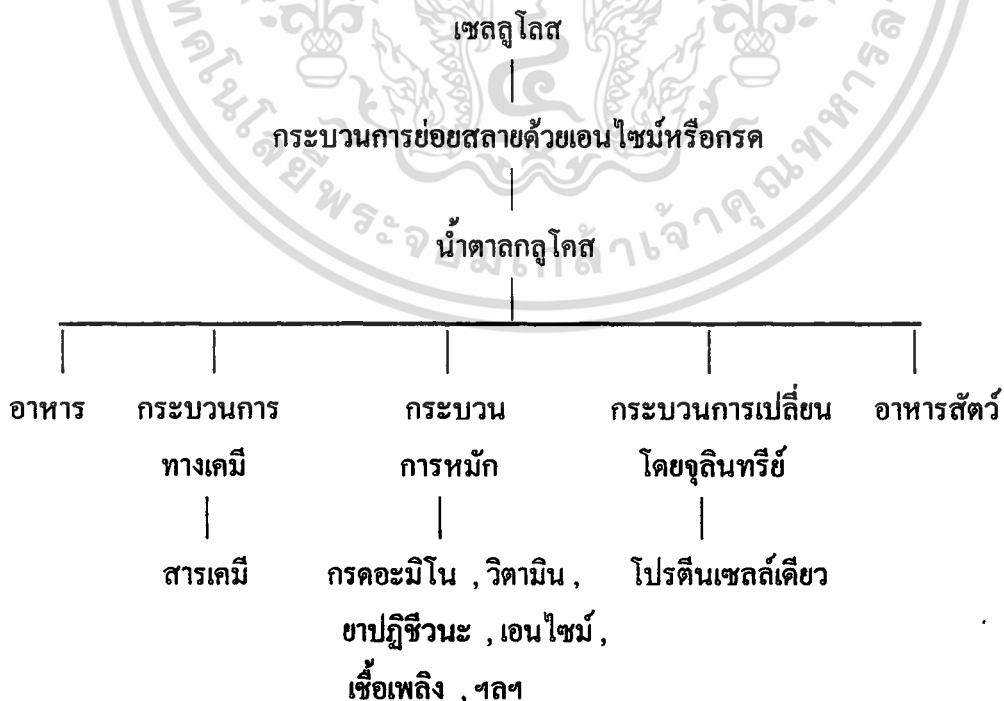 เซลลูโลส
กระบวนการย่อยสลายด้วยเอนไซม์หรือกรด
น้ำตาลกลูโคส
อาหาร กระบวนการ กระบวน กระบวนการเปลี่ยน อาหารสัตว์
ทางเคมี การหมัก โดยจุลินทรีย์
สารเคมี กรดอะมิโน , วิตามิน , โปรตีนเซลล์เดียว
ยาปฏิชีวนะ , เอนไซม์ ,
เชื้อเพลิง , ฯลฯ